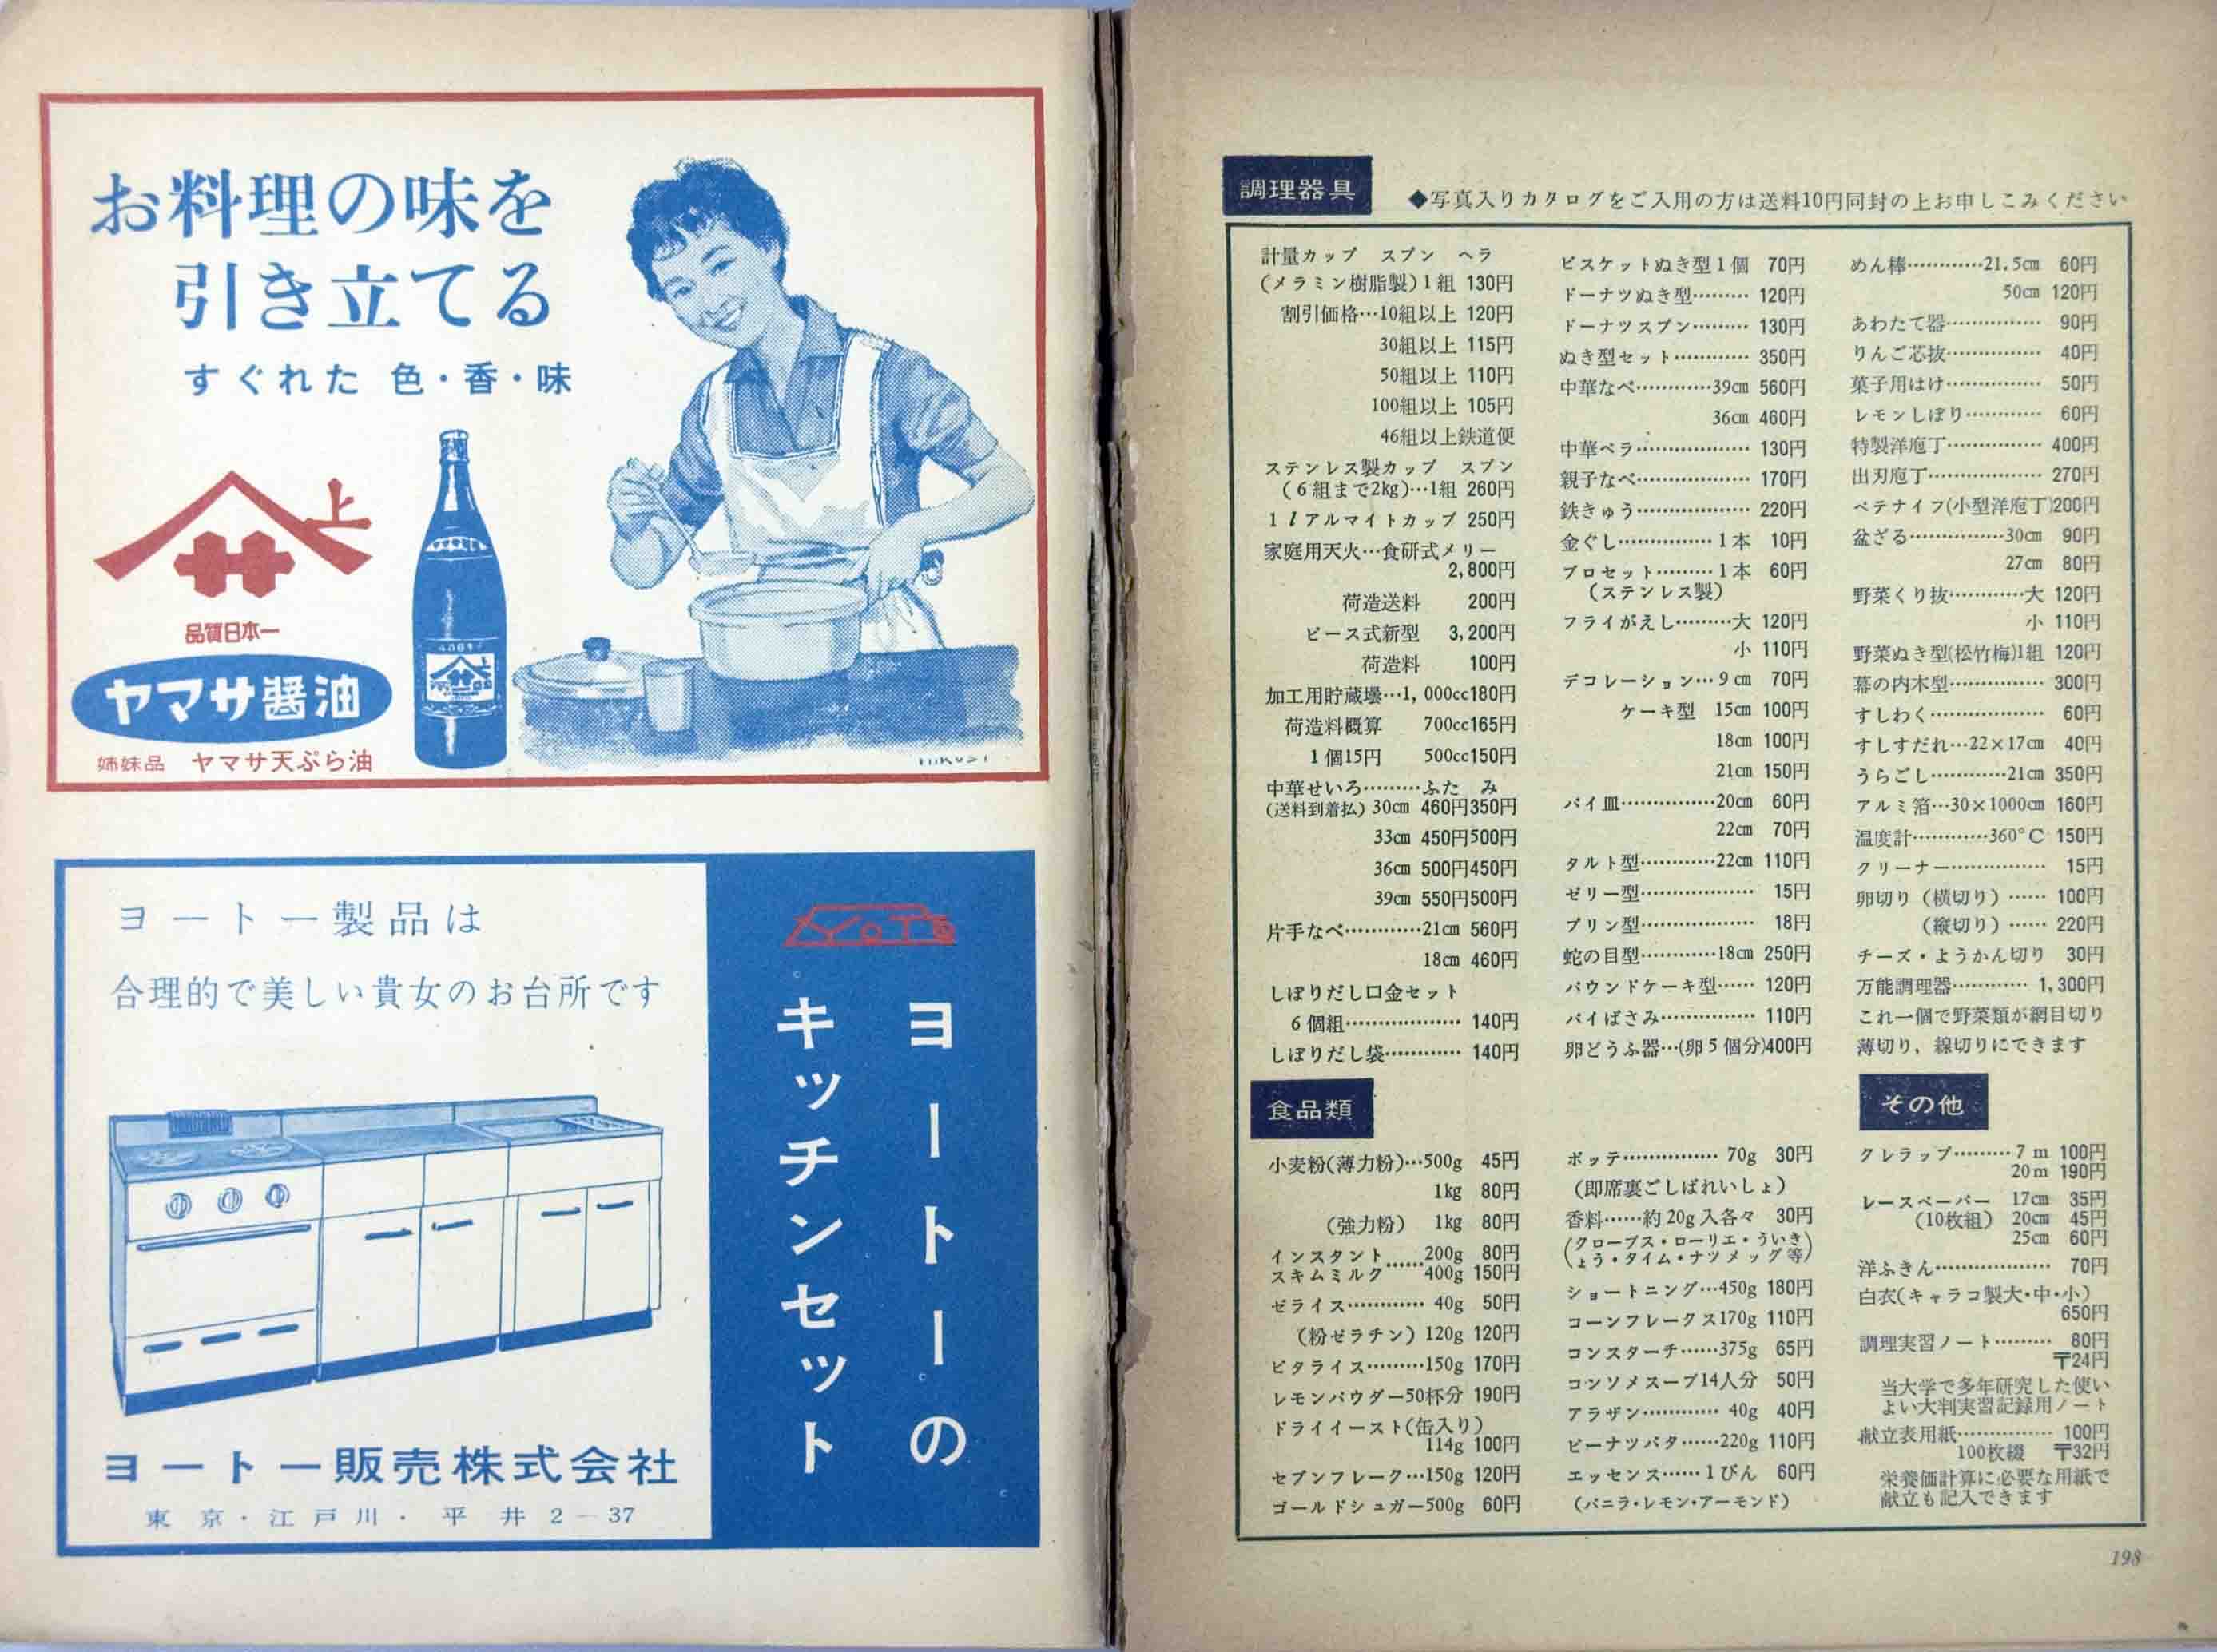 お料理の味を
引き立てる
すぐれた 色・香・味
上
品質日本一
ヤマサ醤油
姉妹品 ヤマサ天ぷら油
ヨートー製品は
合理的で美しい貴女のお台所です
ヨートー販売株式会社
東京・江戸川・平井2-37
YOTO
ヨートーの
キッチンセット
調理器具
◆写真入りカタログをご入用の方は送料10円同封の上お申しこみください
計量カップ スプン ヘラ
(メラミン樹脂製)1組 130円
割引価格…10組以上 120円
30組以上 115円
50組以上 110円
100組以上 105円
46組以上鉄道便
ステンレス製カップ スプン
(6組まで2kg)…1組 260円
1ℓアルマイトカップ 250円
家庭用天火…食研式メリー
2,800円
荷造送料 200円
ピース式新型 3,200円
荷造料 100円
加工用貯蔵壜…1,000cc180円
荷造料概算 700cc165円
1個15円 500cc150円
中華せいろ………ふた み
(送料到着払) 30cm 460円350円
33cm 450円500円
36cm 500円450円
39cm 550円500円
片手なべ…………21cm 560円
18cm 460円
しぼりだし口金セット
6個組……………… 140円
しぼりだし袋………… 140円
ビスケットぬき型1個 70円
ドーナツぬき型……… 120円
ドーナツスプン……… 130円
ぬき型セット………… 350円
中華なべ…………39cm 560円
36cm 460円
中華ベラ……………… 130円
親子なべ……………… 170円
鉄きゅう……………… 220円
金ぐし……………1本 10円
プロセット………1本 60円
(ステンレス製)
フライがえし………大 120円
小 110円
デコレーション…9cm 70円
ケーキ型 15cm 100円
18cm 100円
21cm 150円
パイ皿……………20cm 60円
22cm 70円
タルト型…………22cm 110円
ゼリー型……………… 15円
プリン型……………… 18円
蛇の目型…………18cm 250円
パウンドケーキ型…… 120円
パイばさみ…………… 110円
卵どうふ器…(卵5個分)400円
めん棒…………21.5cm 60円
50cm 120円
あわたて器…………… 90円
りんご芯抜…………… 40円
菓子用はけ…………… 50円
レモンしぼり………… 60円
特製洋庖丁…………… 400円
出刃庖丁……………… 270円
ペテナイフ(小型洋庖丁)200円
盆ざる……………30cm 90円
27cm 80円
野菜くり抜…………大 120円
小 110円
野菜ぬき型(松竹梅)1組 120円
幕の内木型…………… 300円
すしわく……………… 60円
すしすだれ…22×17cm 40円
うらごし…………21cm 350円
アルミ箔…30×1000cm 160円
温度計…………360°C 150円
クリーナー…………… 15円
卵切り(横切り)…… 100円
(縦切り)…… 220円
チーズ・ようかん切り 30円
万能調理器………… 1,300円
これ一個で野菜類が網目切り
薄切り，線切りにできます
食品類
小麦粉(薄力粉)…500g 45円
1kg 80円
(強力粉) 1kg 80円
インスタント……200g 80円
スキムミルク 400g 150円
ゼライス………… 40g 50円
(粉ゼラチン) 120g 120円
ビタライス………150g 170円
レモンパウダー50杯分 190円
ドライイースト(缶入り)
114g 100円
セブンフレーク…150g 120円
ゴールドシュガー500g 60円
ポッテ…………… 70g 30円
(即席裏ごしばれいしょ)
香料……約20g入各々 30円
(クローブス・ローリエ・ういき
ょう・タイム・ナツメッグ等)
ショートニング…450g 180円
コーンフレークス170g 110円
コンスターチ……375g 65円
コンソメスープ14人分 50円
アラザン………… 40g 40円
ピーナツバタ……220g 110円
エッセンス……1びん 60円
(バニラ・レモン・アーモンド)
その他
クレラップ………7m 100円
20m 190円
レースペーパー 17cm 35円
(10枚組) 20cm 45円
25cm 60円
洋ふきん……………… 70円
白衣(キャラコ製大・中・小)
650円
調理実習ノート……… 80円
〒24円
当大学で多年研究した使い
よい大判実習記録用ノート
献立表用紙…………… 100円
100枚綴 〒32円
栄養価計算に必要な用紙で
献立も記入できます
198